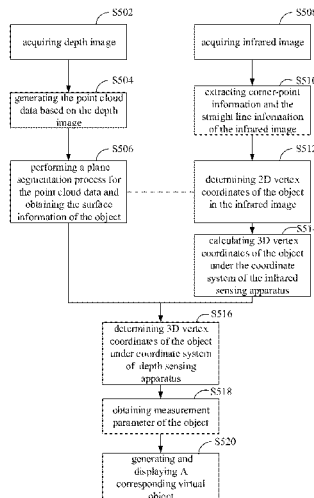 S502
acquiring depth image
S504
generating the point cloud
data based on the depth
image
S506
performing a plane
segmentation process for
the point cloud data and
obtaining the surface
information of the object
S508
acquiring infrared image
S510
extracting corner-point
information and the
straight line information
of the infrared image
S512
determining 2D vertex
coordinates of the object
in the infrared image
S514
calculating 3D vertex
coordinates of the object
under the coordinate
system of the infrared
sensing apparatus
S516
determining 3D vertex
coordinates of the object
under coordinate system
of depth sensing
apparatus
S518
obtaining measurement
parameter of the object
S520
generating and
displaying A
corresponding virtual
object